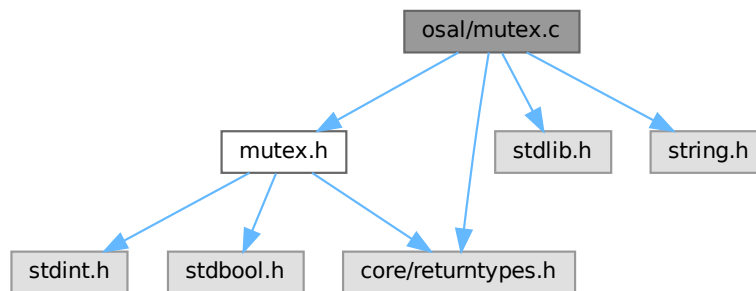 osal/mutex.c
mutex.h
stdlib.h
string.h
stdint.h
stdbool.h
core/returntypes.h